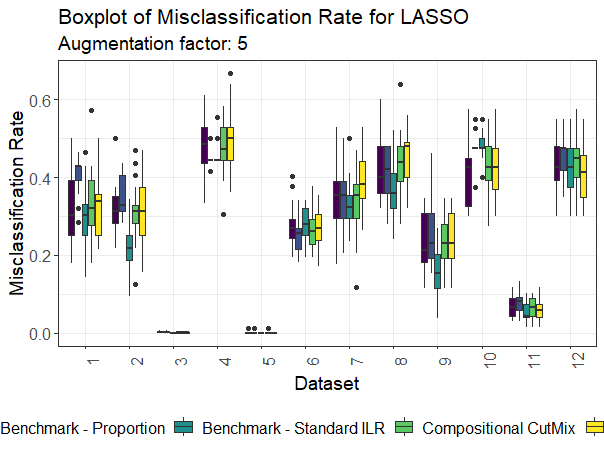 Boxplot of Misclassification Rate for LASSO
Augmentation factor: 5
Misclassification Rate
0.6
0.4
0.2
0.0
1 2 3 4 5 6 7 8 9 10 11 12
Dataset
Benchmark - Proportion Benchmark - Standard ILR Compositional CutMix